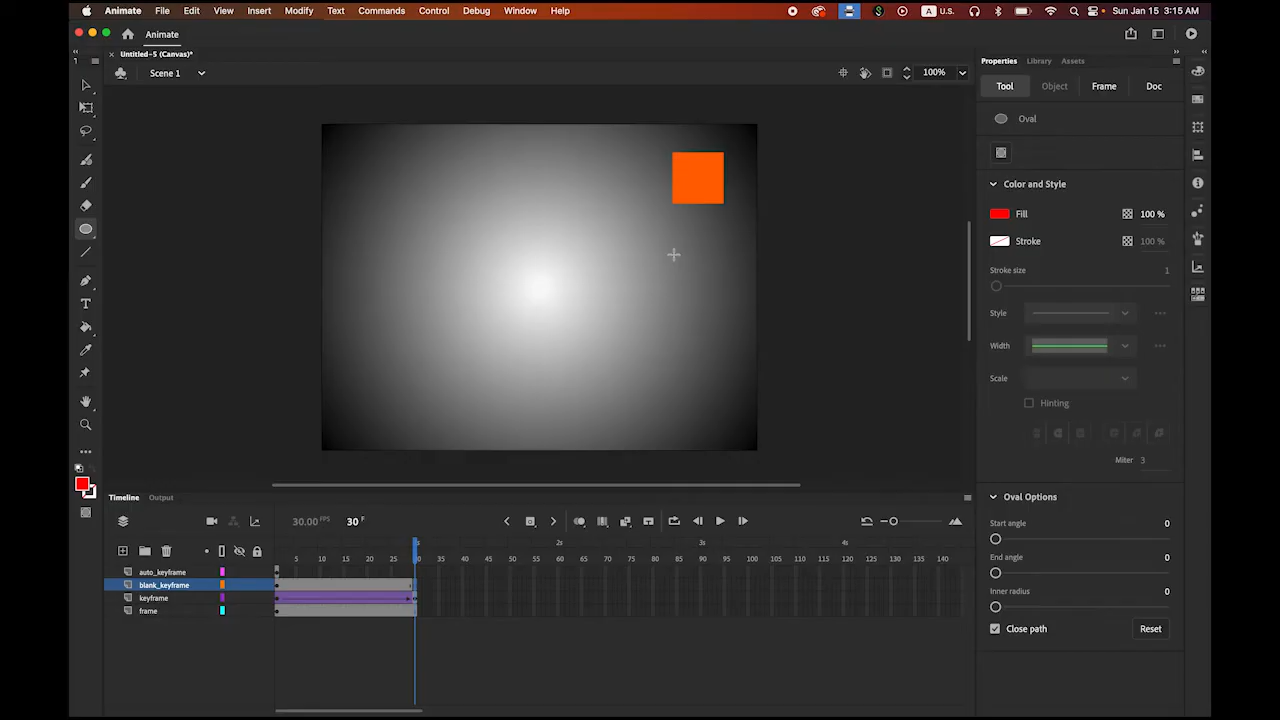 Animate File Edit View Insert Modify Text Commands Control Debug Window Help A U.S. Sun Jan 15 3:15 AM
Animate
Untitled-5 (Canvas)*
Scene 1 100%
Properties Library Assets
Tool Object Frame Doc
Oval
Color and Style
Fill 100 %
Stroke 100 %
Stroke size 1
Style
Width
Scale
Hinting
Miter 3
Oval Options
Start angle 0
End angle 0
Inner radius 0
Close path Reset
Timeline Output
30.00 FPS 30 F
2s 3s 4s
5 10 15 20 25 30 35 40 45 50 55 60 65 70 75 80 85 90 95 100 105 110 115 120 125 130 135 140
auto_keyframe
blank_keyframe
keyframe
frame